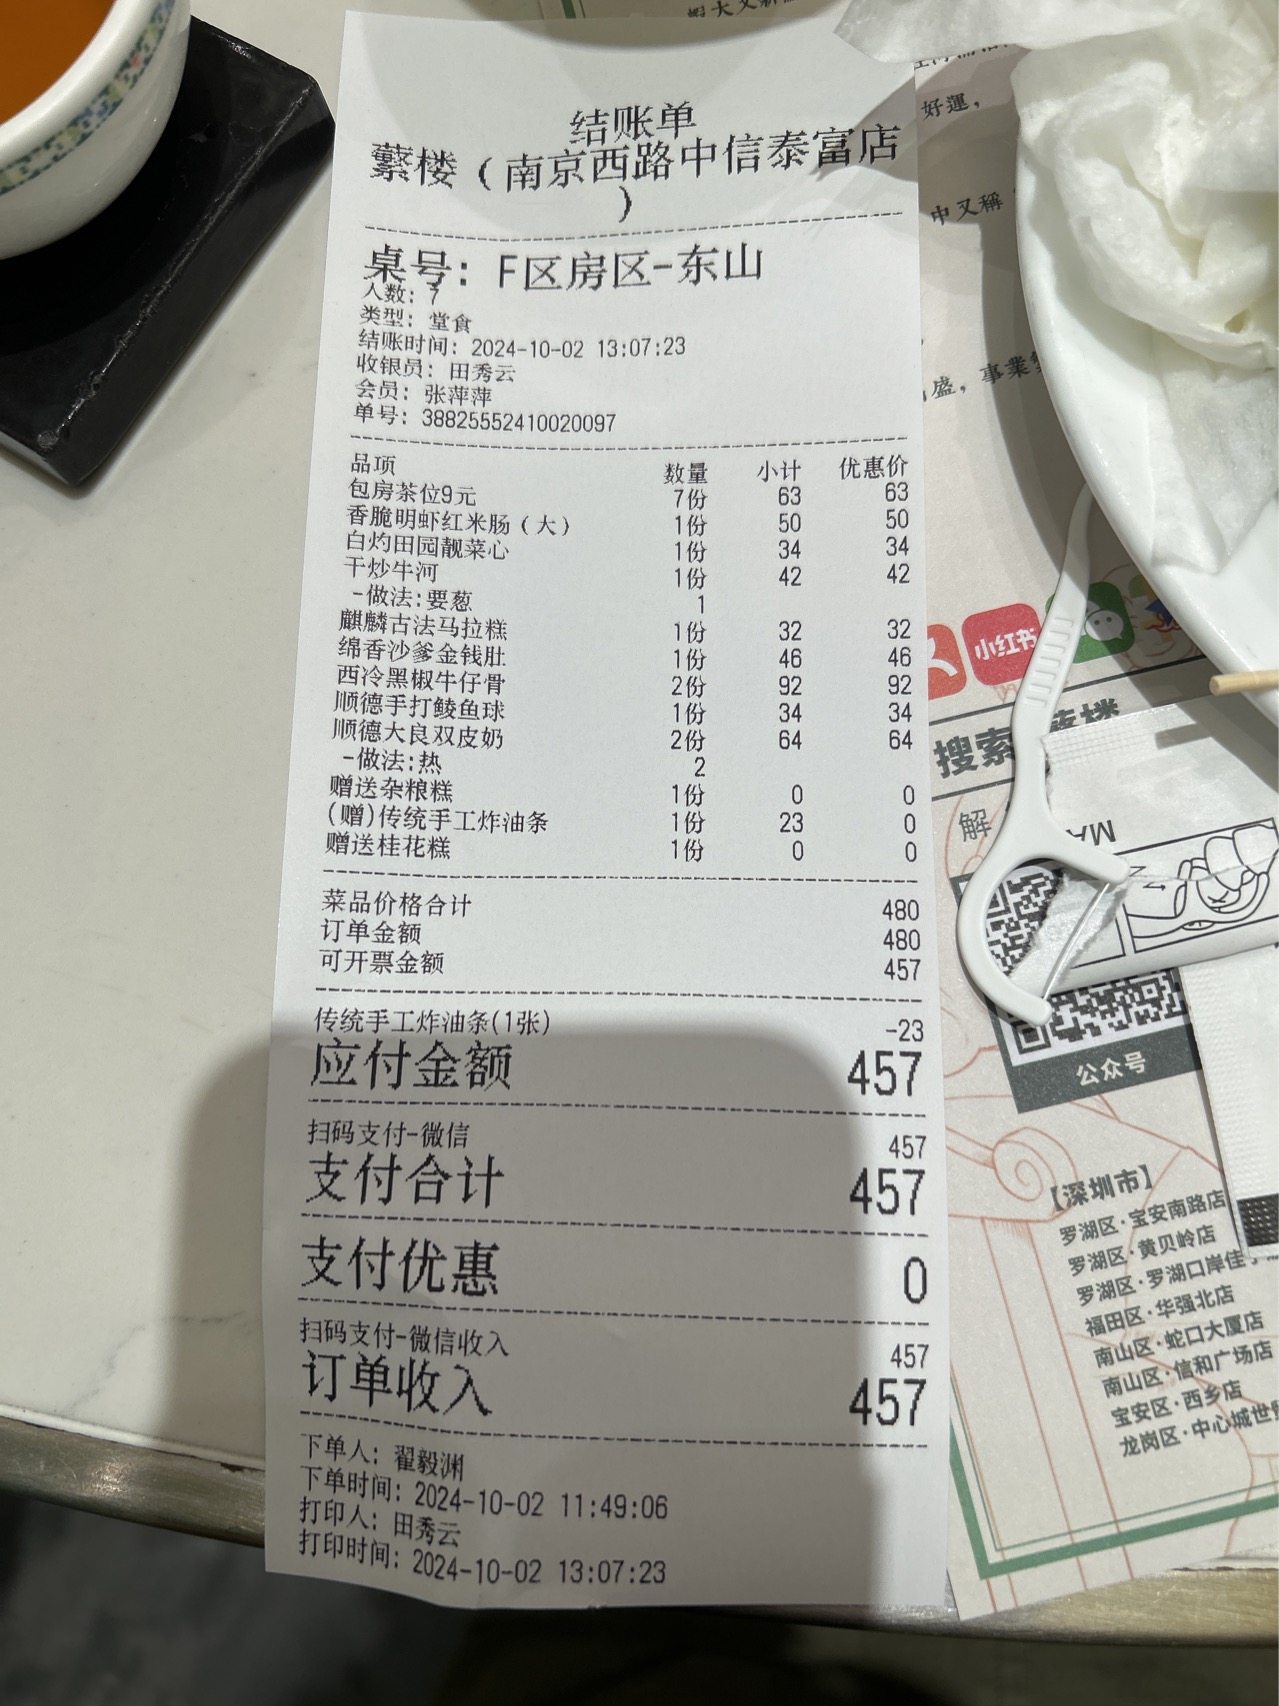 结账单
蘩楼（南京西路中信泰富店
）
桌号: F区房区-东山
人数: 7
类型: 堂食
结账时间: 2024-10-02 13:07:23
收银员: 田秀云
会员: 张萍萍
单号: 38825552410020097
品项 数量 小计 优惠价
包房茶位9元 7份 63 63
香脆明虾红米肠（大） 1份 50 50
白灼田园靓菜心 1份 34 34
干炒牛河 1份 42 42
-做法:要葱 1
麒麟古法马拉糕 1份 32 32
绵香沙爹金钱肚 1份 46 46
西冷黑椒牛仔骨 2份 92 92
顺德手打鲮鱼球 1份 34 34
顺德大良双皮奶 2份 64 64
-做法:热 2
赠送杂粮糕 1份 0 0
(赠)传统手工炸油条 1份 23 0
赠送桂花糕 1份 0 0
菜品价格合计 480
订单金额 480
可开票金额 457
传统手工炸油条(1张) -23
应付金额 457
扫码支付-微信 457
支付合计 457
支付优惠 0
扫码支付-微信收入 457
订单收入 457
下单人: 翟毅渊
下单时间: 2024-10-02 11:49:06
打印人: 田秀云
打印时间: 2024-10-02 13:07:23
好運，
中又稱
盛，事業
小红书
搜索
解
MA
公众号
【深圳市】
罗湖区·宝安南路店
罗湖区·黄贝岭店
罗湖区·罗湖口岸佳
福田区·华强北店
南山区·蛇口大厦店
南山区·信和广场店
宝安区·西乡店
龙岗区·中心城世